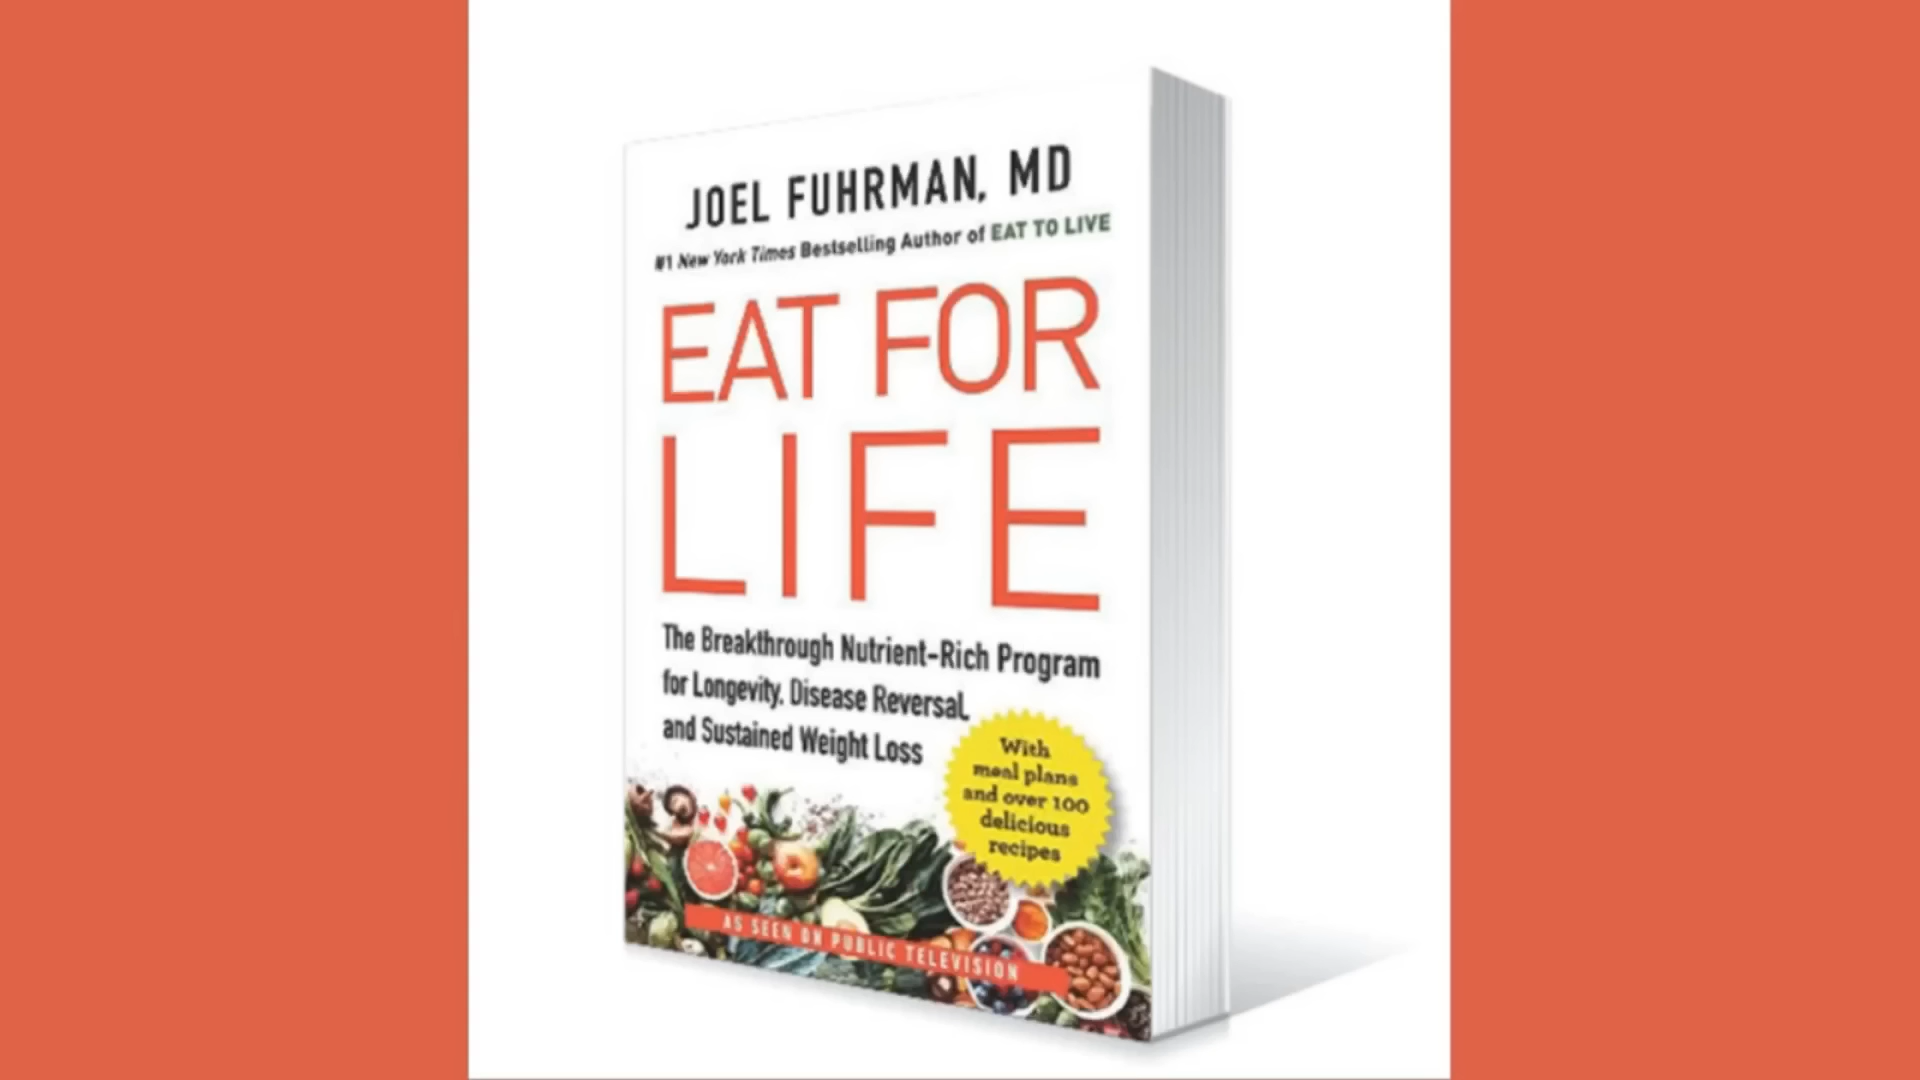 JOEL FUHRMAN, MD
#1 New York Times Bestselling Author of EAT TO LIVE
EAT FOR
LIFE
The Breakthrough Nutrient-Rich Program
for Longevity, Disease Reversal,
and Sustained Weight Loss
With
meal plans
and over 100
delicious
recipes
AS SEEN ON PUBLIC TELEVISION